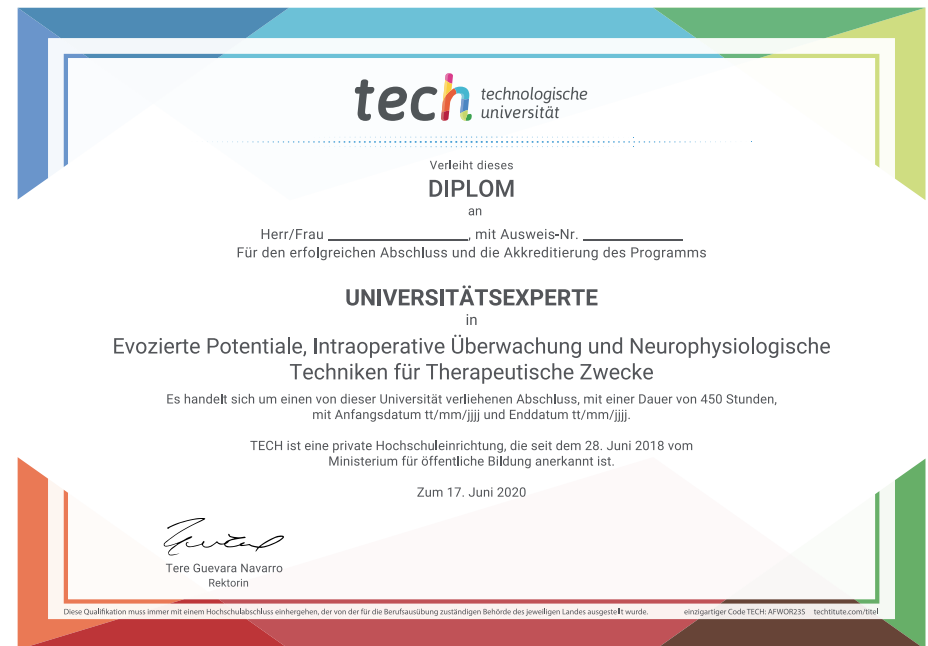 tech technologische
universität
Verleiht dieses
DIPLOM
an
Herr/Frau ____________________, mit Ausweis-Nr. ______________
Für den erfolgreichen Abschluss und die Akkreditierung des Programms
UNIVERSITÄTSEXPERTE
in
Evozierte Potentiale, Intraoperative Überwachung und Neurophysiologische
Techniken für Therapeutische Zwecke
Es handelt sich um einen von dieser Universität verliehenen Abschluss, mit einer Dauer von 450 Stunden,
mit Anfangsdatum tt/mm/jjjj und Enddatum tt/mm/jjjj.
TECH ist eine private Hochschuleinrichtung, die seit dem 28. Juni 2018 vom
Ministerium für öffentliche Bildung anerkannt ist.
Zum 17. Juni 2020
Tere Guevara Navarro
Rektorin
Diese Qualifikation muss immer mit einem Hochschulabschluss einhergehen, der von der für die Berufsausübung zuständigen Behörde des jeweiligen Landes ausgestellt wurde. einzigartiger Code TECH: AFWOR23S techtitute.com/titel